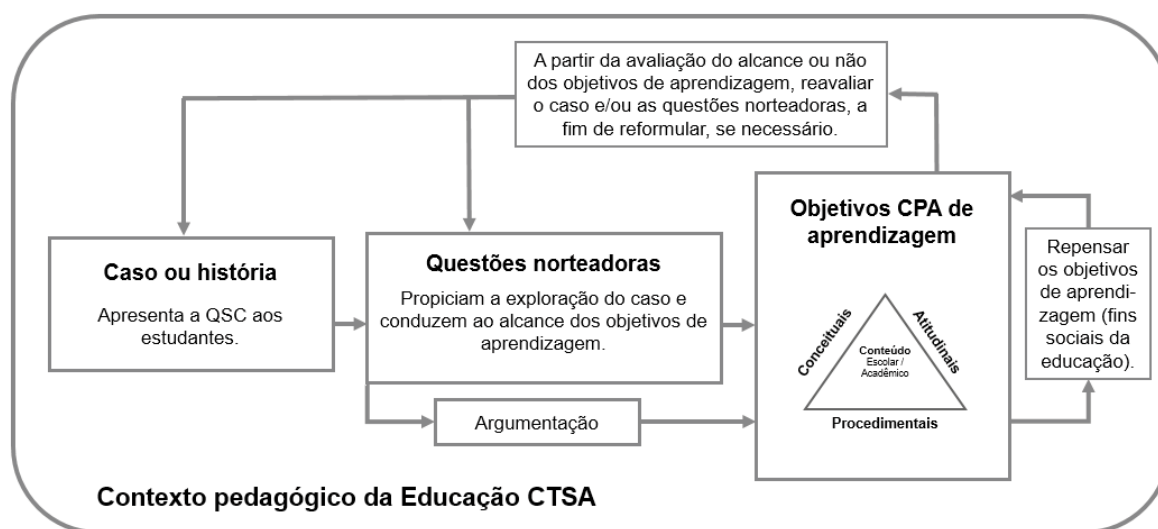 A partir da avaliação do alcance ou não
dos objetivos de aprendizagem, reavaliar
o caso e/ou as questões norteadoras, a
fim de reformular, se necessário.
Caso ou história
Apresenta a QSC aos
estudantes.
Questões norteadoras
Propiciam a exploração do caso e
conduzem ao alcance dos objetivos de
aprendizagem.
Argumentação
Objetivos CPA de
aprendizagem
Conceituais
Atitudinais
Conteúdo
Escolar /
Acadêmico
Procedimentais
Repensar
os objetivos
de aprendi-
zagem (fins
sociais da
educação).
Contexto pedagógico da Educação CTSA